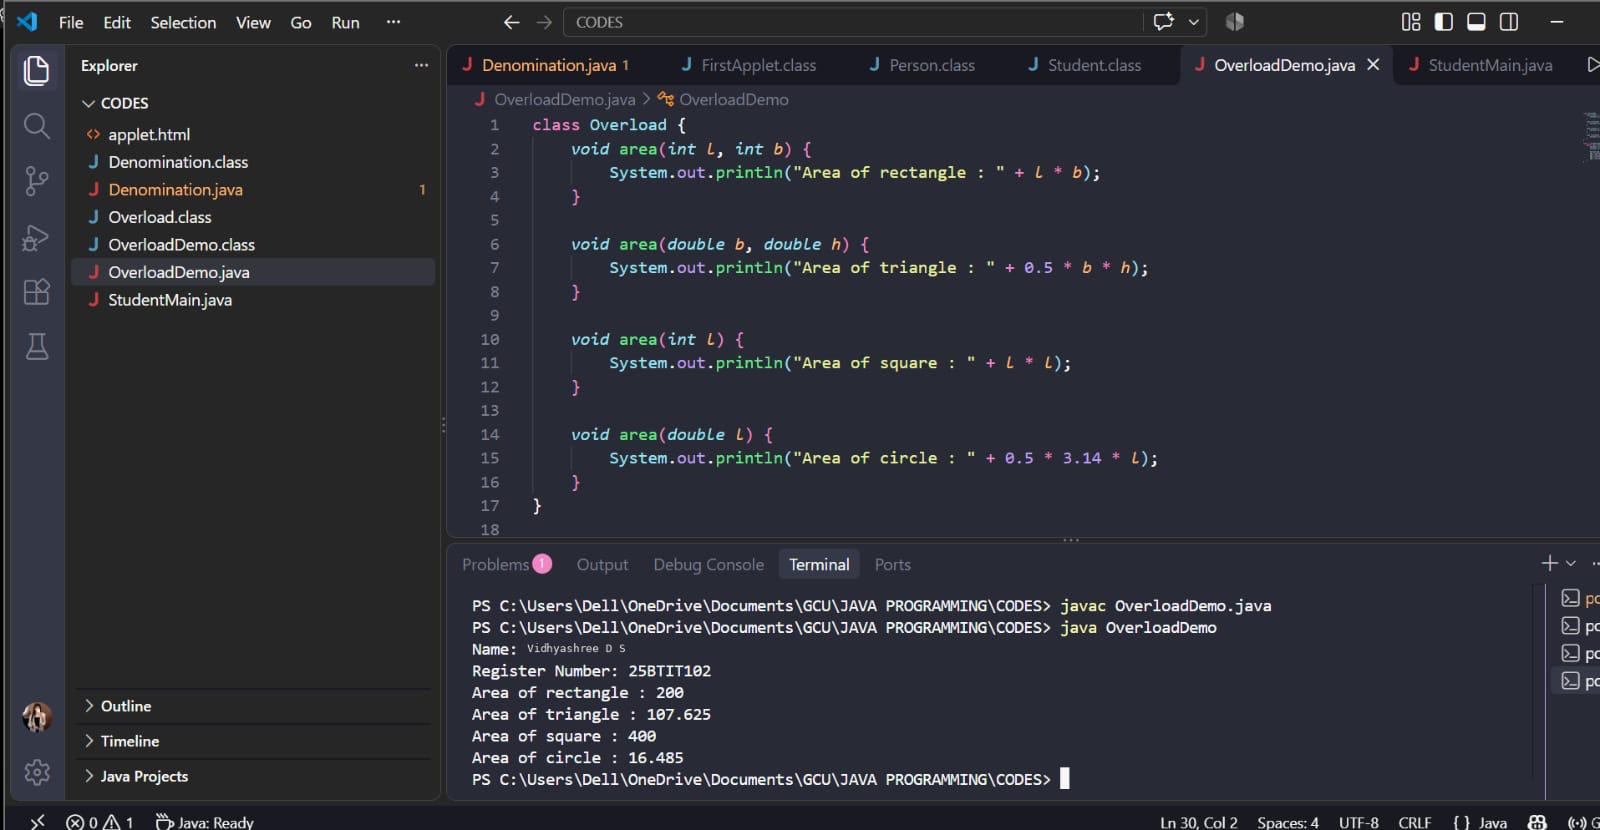 File Edit Selection View Go Run ···
CODES
Explorer ···
CODES
applet.html
Denomination.class
Denomination.java 1
Overload.class
OverloadDemo.class
OverloadDemo.java
StudentMain.java
Outline
Timeline
Java Projects
Denomination.java 1 FirstApplet.class Person.class Student.class OverloadDemo.java StudentMain.java
OverloadDemo.java > OverloadDemo
1 class Overload {
2 void area(int l, int b) {
3 System.out.println("Area of rectangle : " + l * b);
4 }
5
6 void area(double b, double h) {
7 System.out.println("Area of triangle : " + 0.5 * b * h);
8 }
9
10 void area(int l) {
11 System.out.println("Area of square : " + l * l);
12 }
13
14 void area(double l) {
15 System.out.println("Area of circle : " + 0.5 * 3.14 * l);
16 }
17 }
18
Problems 1 Output Debug Console Terminal Ports
PS C:\Users\Dell\OneDrive\Documents\GCU\JAVA PROGRAMMING\CODES> javac OverloadDemo.java
PS C:\Users\Dell\OneDrive\Documents\GCU\JAVA PROGRAMMING\CODES> java OverloadDemo
Name: Vidhyashree D S
Register Number: 25BTIT102
Area of rectangle : 200
Area of triangle : 107.625
Area of square : 400
Area of circle : 16.485
PS C:\Users\Dell\OneDrive\Documents\GCU\JAVA PROGRAMMING\CODES>
0 1 Java: Ready Ln 30, Col 2 Spaces: 4 UTF-8 CRLF {} Java